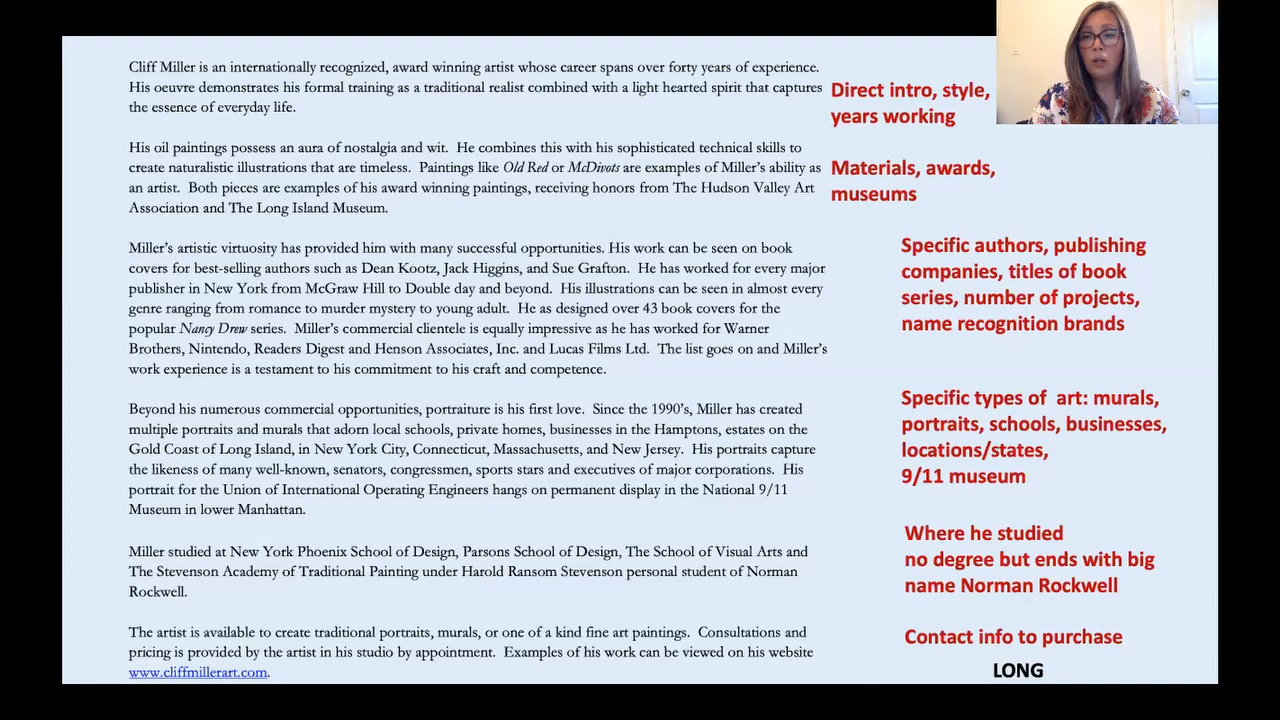 Cliff Miller is an internationally recognized, award winning artist whose career spans over forty years of experience.
His oeuvre demonstrates his formal training as a traditional realist combined with a light hearted spirit that captures
the essence of everyday life.
Direct intro, style,
years working
His oil paintings possess an aura of nostalgia and wit. He combines this with his sophisticated technical skills to
create naturalistic illustrations that are timeless. Paintings like Old Red or McDivots are examples of Miller's ability as
an artist. Both pieces are examples of his award winning paintings, receiving honors from The Hudson Valley Art
Association and The Long Island Museum.
Materials, awards,
museums
Miller's artistic virtuosity has provided him with many successful opportunities. His work can be seen on book
covers for best-selling authors such as Dean Kootz, Jack Higgins, and Sue Grafton. He has worked for every major
publisher in New York from McGraw Hill to Double day and beyond. His illustrations can be seen in almost every
genre ranging from romance to murder mystery to young adult. He as designed over 43 book covers for the
popular Nancy Drew series. Miller's commercial clientele is equally impressive as he has worked for Warner
Brothers, Nintendo, Readers Digest and Henson Associates, Inc. and Lucas Films Ltd. The list goes on and Miller's
work experience is a testament to his commitment to his craft and competence.
Specific authors, publishing
companies, titles of book
series, number of projects,
name recognition brands
Beyond his numerous commercial opportunities, portraiture is his first love. Since the 1990's, Miller has created
multiple portraits and murals that adorn local schools, private homes, businesses in the Hamptons, estates on the
Gold Coast of Long Island, in New York City, Connecticut, Massachusetts, and New Jersey. His portraits capture
the likeness of many well-known, senators, congressmen, sports stars and executives of major corporations. His
portrait for the Union of International Operating Engineers hangs on permanent display in the National 9/11
Museum in lower Manhattan.
Specific types of art: murals,
portraits, schools, businesses,
locations/states,
9/11 museum
Miller studied at New York Phoenix School of Design, Parsons School of Design, The School of Visual Arts and
The Stevenson Academy of Traditional Painting under Harold Ransom Stevenson personal student of Norman
Rockwell.
Where he studied
no degree but ends with big
name Norman Rockwell
The artist is available to create traditional portraits, murals, or one of a kind fine art paintings. Consultations and
pricing is provided by the artist in his studio by appointment. Examples of his work can be viewed on his website
www.cliffmillerart.com.
Contact info to purchase
LONG